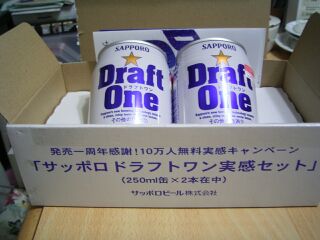 SAPPORO
Draft
One
ドラフトワン
SAPPORO
Draft
One
ドラフトワン
発売一周年感謝!10万人無料実感キャンペーン
「サッポロドラフトワン実感セット」
(250ml缶×2本在中)
サッポロビール株式会社